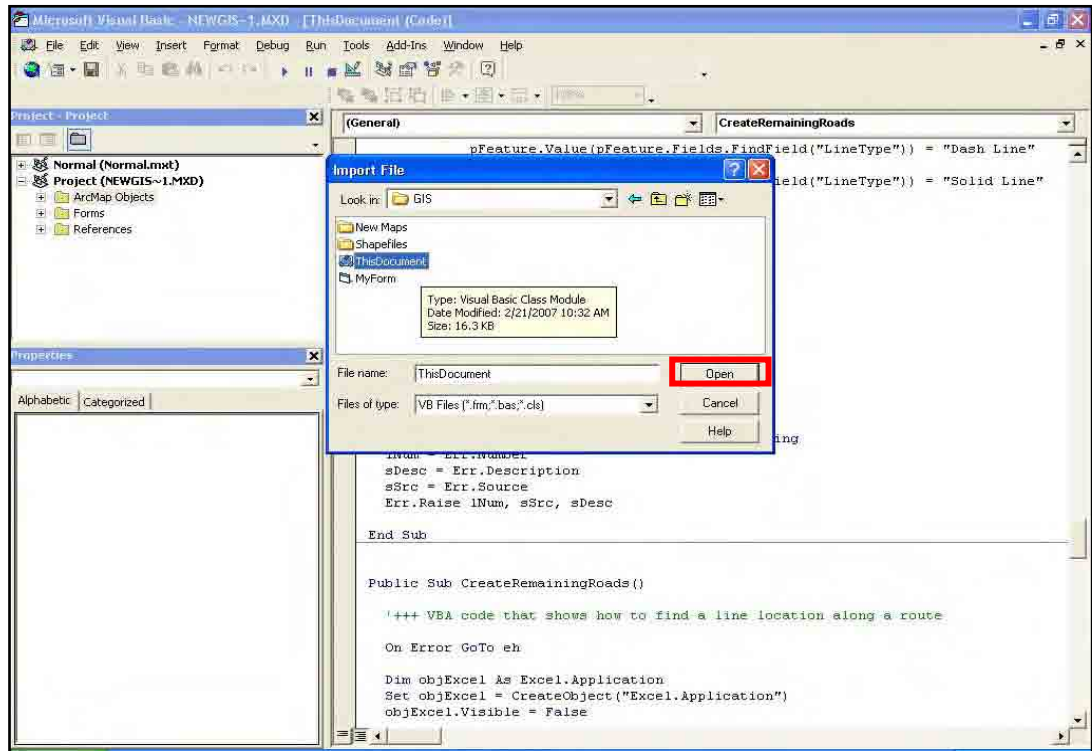 Microsoft Visual Basic - NEWGIS~1.MXD - [ThisDocument (Code)]
File Edit View Insert Format Debug Run Tools Add-Ins Window Help
100%
Project - Project
(General)
CreateRemainingRoads
Normal (Normal.mxt)
Project (NEWGIS~1.MXD)
ArcMap Objects
Forms
References
pFeature.Value(pFeature.Fields.FindField("LineType")) = "Dash Line"
ield("LineType")) = "Solid Line"
Import File
Look in: GIS
New Maps
Shapefiles
ThisDocument
MyForm
Type: Visual Basic Class Module
Date Modified: 2/21/2007 10:32 AM
Size: 16.3 KB
File name: ThisDocument
Open
Files of type: VB Files (*.frm;*.bas;*.cls)
Cancel
Help
Properties
Alphabetic Categorized
ing
lNum = Err.Number
sDesc = Err.Description
sSrc = Err.Source
Err.Raise lNum, sSrc, sDesc
End Sub
Public Sub CreateRemainingRoads()
'+++ VBA code that shows how to find a line location along a route
On Error GoTo eh
Dim objExcel As Excel.Application
Set objExcel = CreateObject("Excel.Application")
objExcel.Visible = False